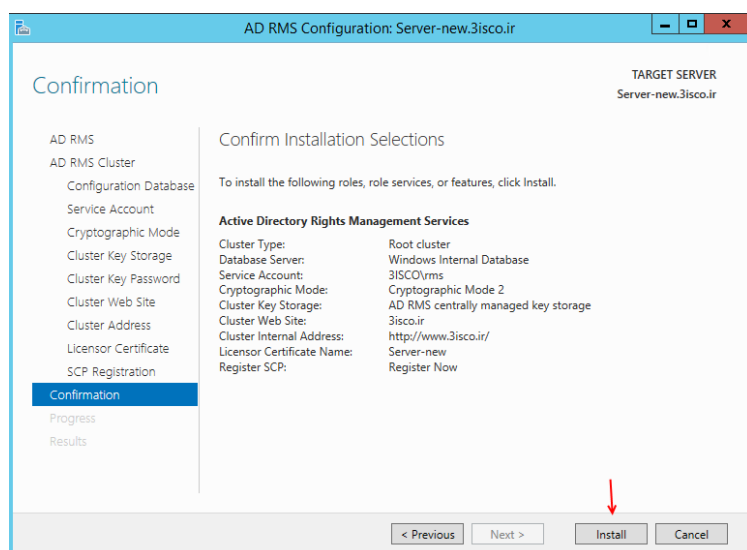 AD RMS Configuration: Server-new.3isco.ir
Confirmation
TARGET SERVER
Server-new.3isco.ir
AD RMS
AD RMS Cluster
Configuration Database
Service Account
Cryptographic Mode
Cluster Key Storage
Cluster Key Password
Cluster Web Site
Cluster Address
Licensor Certificate
SCP Registration
Confirmation
Progress
Results
Confirm Installation Selections
To install the following roles, role services, or features, click Install.
Active Directory Rights Management Services
Cluster Type: Root cluster
Database Server: Windows Internal Database
Service Account: 3ISCO\rms
Cryptographic Mode: Cryptographic Mode 2
Cluster Key Storage: AD RMS centrally managed key storage
Cluster Web Site: 3isco.ir
Cluster Internal Address: http://www.3isco.ir/
Licensor Certificate Name: Server-new
Register SCP: Register Now
< Previous Next > Install Cancel